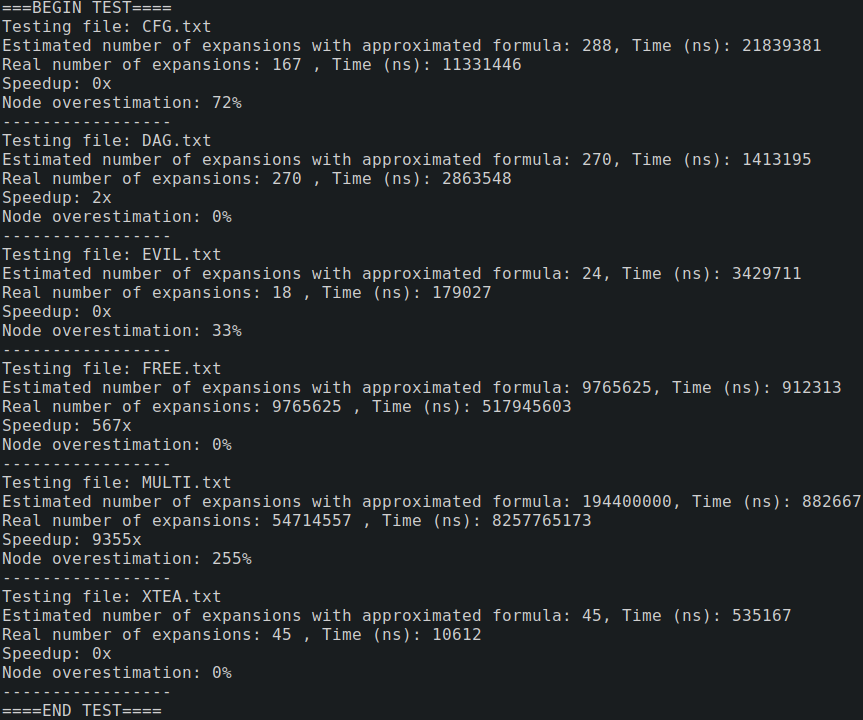 ===BEGIN TEST====
Testing file: CFG.txt
Estimated number of expansions with approximated formula: 288, Time (ns): 21839381
Real number of expansions: 167 , Time (ns): 11331446
Speedup: 0x
Node overestimation: 72%
-----------------
Testing file: DAG.txt
Estimated number of expansions with approximated formula: 270, Time (ns): 1413195
Real number of expansions: 270 , Time (ns): 2863548
Speedup: 2x
Node overestimation: 0%
-----------------
Testing file: EVIL.txt
Estimated number of expansions with approximated formula: 24, Time (ns): 3429711
Real number of expansions: 18 , Time (ns): 179027
Speedup: 0x
Node overestimation: 33%
-----------------
Testing file: FREE.txt
Estimated number of expansions with approximated formula: 9765625, Time (ns): 912313
Real number of expansions: 9765625 , Time (ns): 517945603
Speedup: 567x
Node overestimation: 0%
-----------------
Testing file: MULTI.txt
Estimated number of expansions with approximated formula: 194400000, Time (ns): 882667
Real number of expansions: 54714557 , Time (ns): 8257765173
Speedup: 9355x
Node overestimation: 255%
-----------------
Testing file: XTEA.txt
Estimated number of expansions with approximated formula: 45, Time (ns): 535167
Real number of expansions: 45 , Time (ns): 10612
Speedup: 0x
Node overestimation: 0%
-----------------
====END TEST====